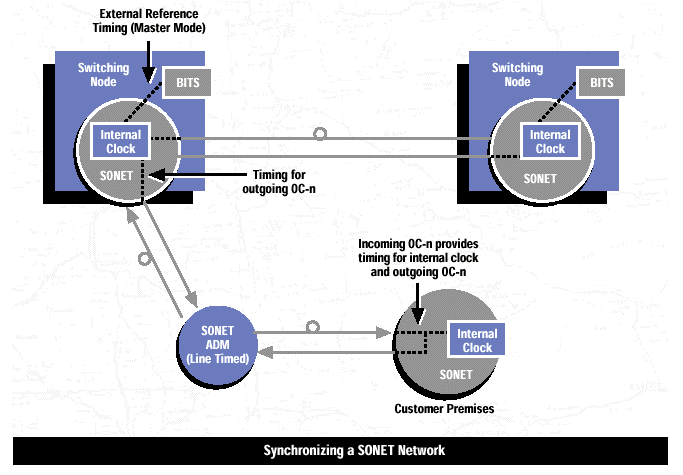 External Reference
Timing (Master Mode)
Switching
Node
BITS
Internal
Clock
SONET
Timing for
outgoing OC-n
Switching
Node
BITS
Internal
Clock
SONET
SONET
ADM
(Line Timed)
Incoming OC-n provides
timing for internal clock
and outgoing OC-n
Internal
Clock
SONET
Customer Premises
Synchronizing a SONET Network